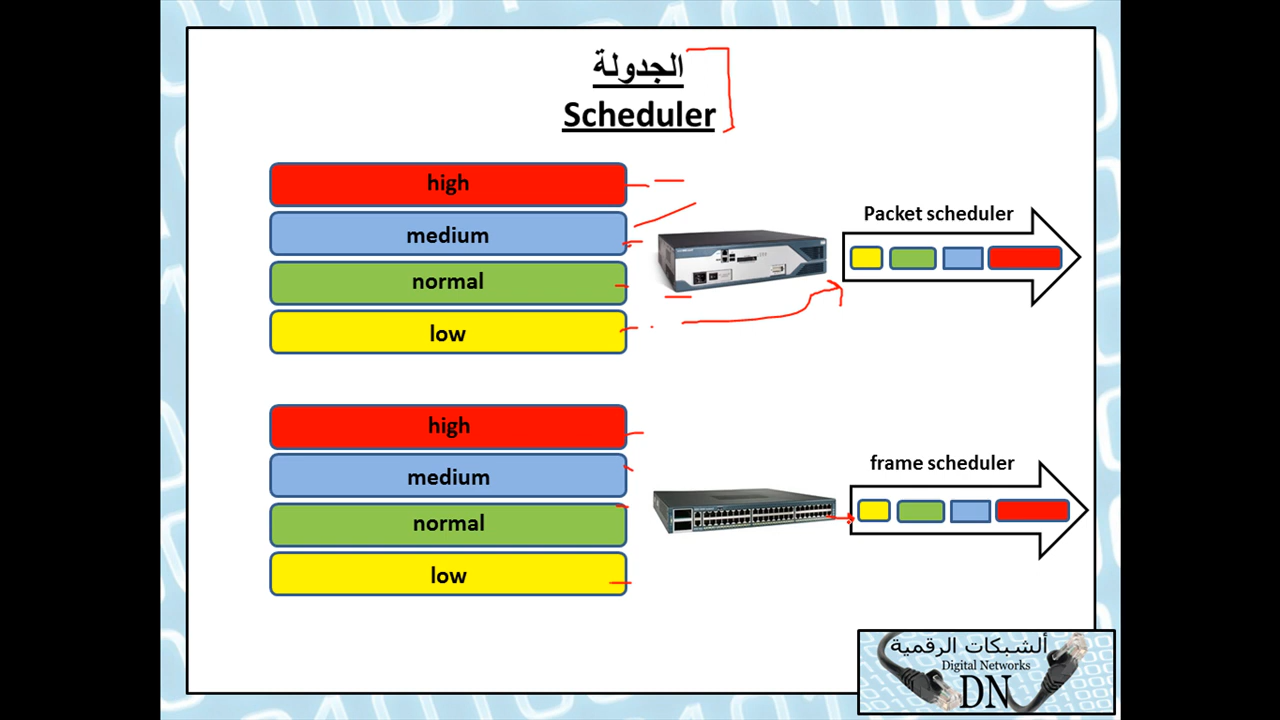 الجدولة
Scheduler
high
medium
normal
low
Packet scheduler
high
medium
normal
low
frame scheduler
ألشبكات الرقمية
Digital Networks
DN